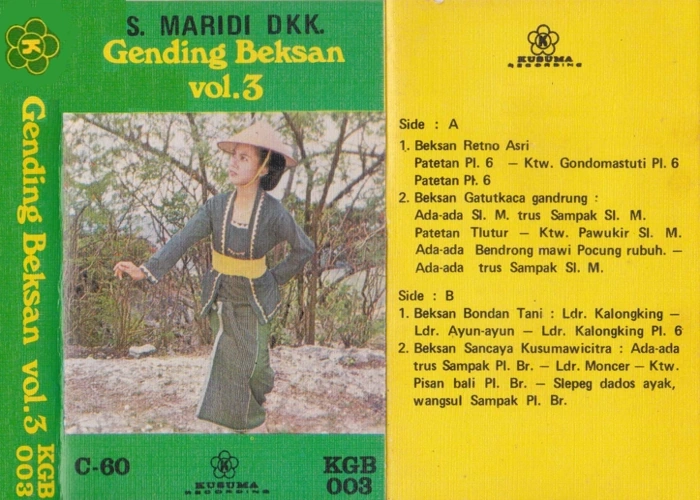 K
Gending Beksan vol.3 KGB 003
S. MARIDI DKK.
Gending Beksan
vol.3
C-60
K
KUSUMA
RECORDING
KGB
003
K
KUSUMA
RECORDING
Side : A
1. Beksan Retno Asri
Patetan Pl. 6 – Ktw. Gondomastuti Pl. 6
Patetan Pl. 6
2. Beksan Gatutkaca gandrung :
Ada-ada Sl. M. trus Sampak Sl. M.
Patetan Tlutur – Ktw. Pawukir Sl. M.
Ada-ada Bendrong mawi Pocung rubuh. –
Ada-ada trus Sampak Sl. M.
Side : B
1. Beksan Bondan Tani : Ldr. Kalongking –
Ldr. Ayun-ayun – Ldr. Kalongking Pl. 6
2. Beksan Sancaya Kusumawicitra : Ada-ada
trus Sampak Pl. Br. – Ldr. Moncer – Ktw.
Pisan bali Pl. Br. – Slepeg dados ayak,
wangsul Sampak Pl. Br.